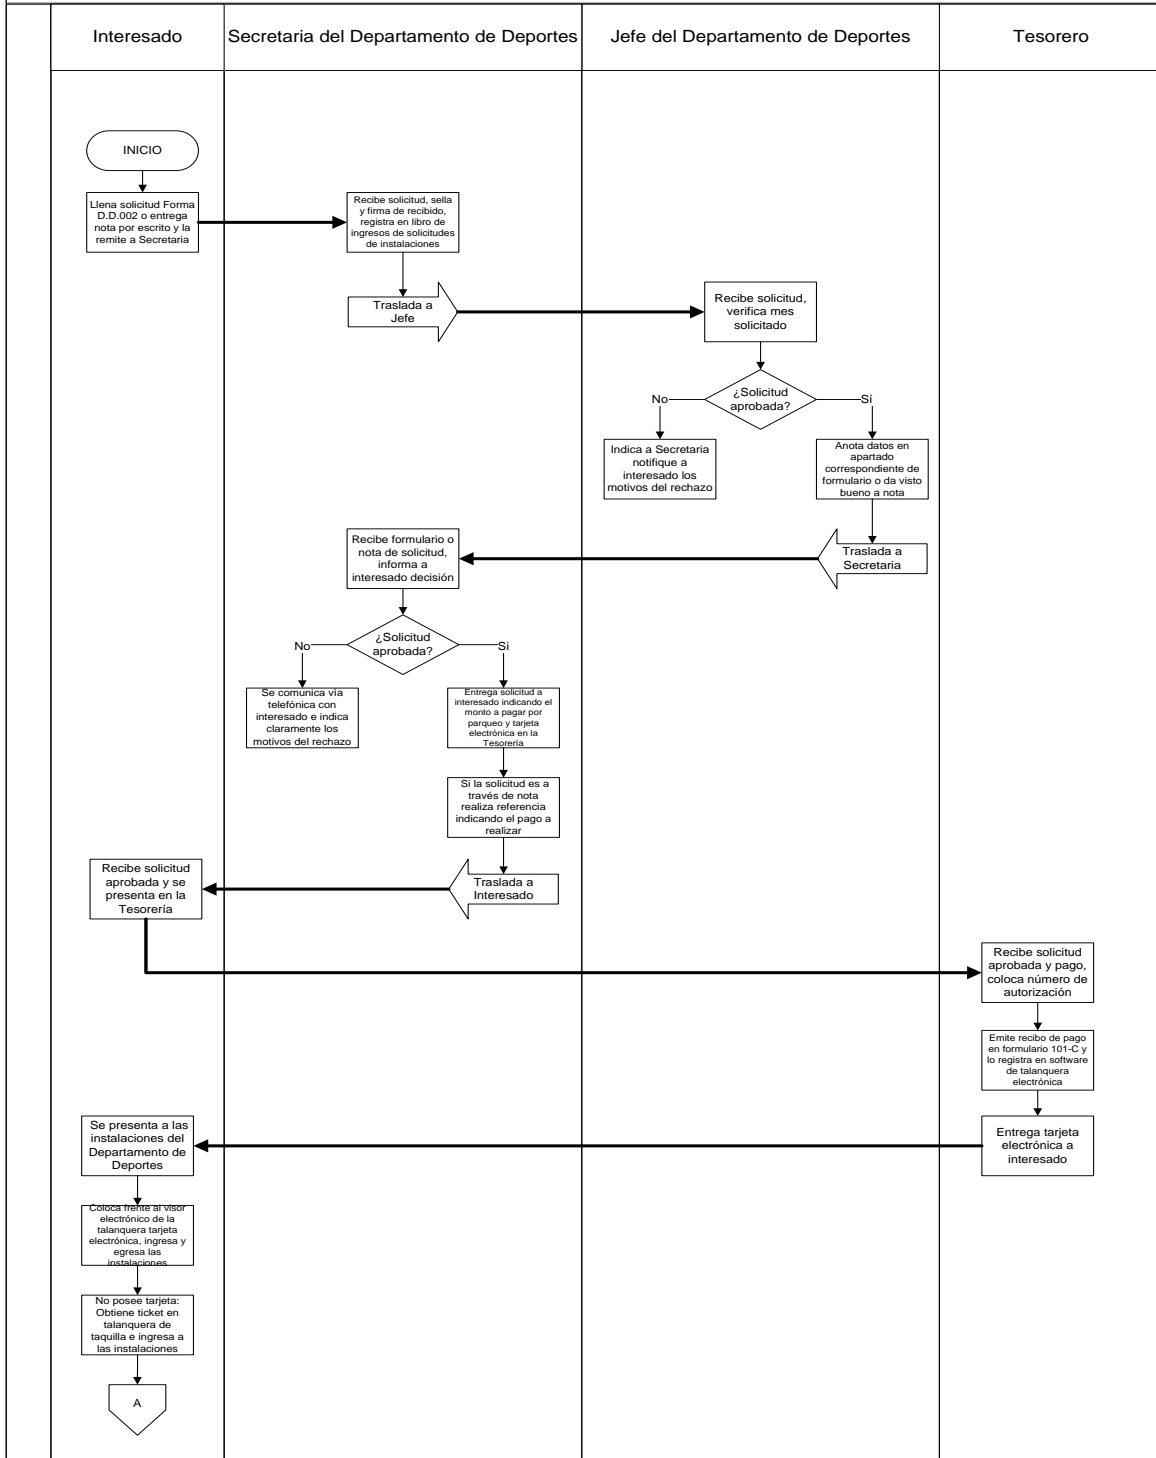 Interesado
Secretaria del Departamento de Deportes
Jefe del Departamento de Deportes
Tesorero
INICIO
Llena solicitud Forma
D.D.002 o entrega
nota por escrito y la
remite a Secretaria
Recibe solicitud, sella
y firma de recibido,
registra en libro de
ingresos de solicitudes
de instalaciones
Traslada a
Jefe
Recibe solicitud,
verifica mes
solicitado
¿Solicitud
aprobada?
No
Sí
Indica a Secretaria
notifique a
interesado los
motivos del rechazo
Anota datos en
apartado
correspondiente de
formulario o da visto
bueno a nota
Traslada a
Secretaria
Recibe formulario o
nota de solicitud,
informa a
interesado decisión
¿Solicitud
aprobada?
No
Si
Se comunica vía
telefónica con
interesado e indica
claramente los
motivos del rechazo
Entrega solicitud a
interesado indicando el
monto a pagar por
parqueo y tarjeta
electrónica en la
Tesorería
Si la solicitud es a
través de nota
realiza referencia
indicando el pago a
realizar
Traslada a
Interesado
Recibe solicitud
aprobada y se
presenta en la
Tesorería
Recibe solicitud
aprobada y pago,
coloca número de
autorización
Emite recibo de pago
en formulario 101-C y
lo registra en software
de talanquera
electrónica
Entrega tarjeta
electrónica a
interesado
Se presenta a las
instalaciones del
Departamento de
Deportes
Coloca frente al visor
electrónico de la
talanquera tarjeta
electrónica, ingresa y
egresa las
instalaciones
No posee tarjeta:
Obtiene ticket en
talanquera de
taquilla e ingresa a
las instalaciones
A